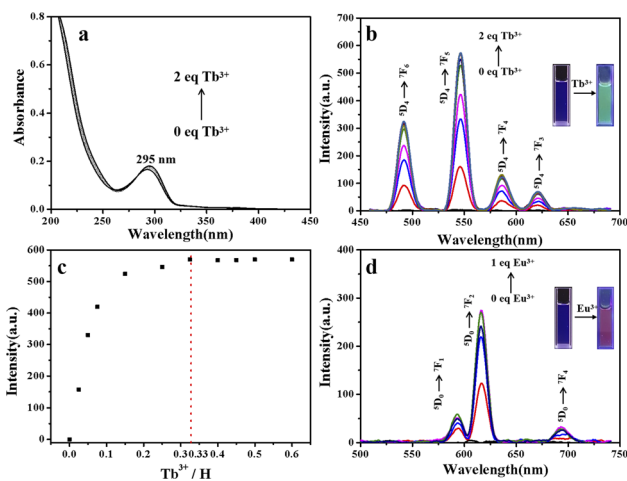 a
0.8
0.6
0.4
0.2
0.0
Absorbance
2 eq Tb³⁺
0 eq Tb³⁺
295 nm
200 250 300 350 400 450
Wavelength(nm)
b
700
600
500
400
300
200
100
0
Intensity(a.u.)
2 eq Tb³⁺
0 eq Tb³⁺
⁵D₄ → ⁷F₆
⁵D₄ → ⁷F₅
⁵D₄ → ⁷F₄
⁵D₄ → ⁷F₃
Tb³⁺
450 500 550 600 650 700
Wavelength(nm)
c
600
500
400
300
200
100
0
Intensity(a.u.)
0.0 0.1 0.2 0.3 0.33 0.4 0.5 0.6
Tb³⁺ / H
d
400
300
200
100
0
Intensity(a.u.)
1 eq Eu³⁺
0 eq Eu³⁺
⁵D₀ → ⁷F₁
⁵D₀ → ⁷F₂
⁵D₀ → ⁷F₄
Eu³⁺
500 550 600 650 700 750
Wavelength(nm)